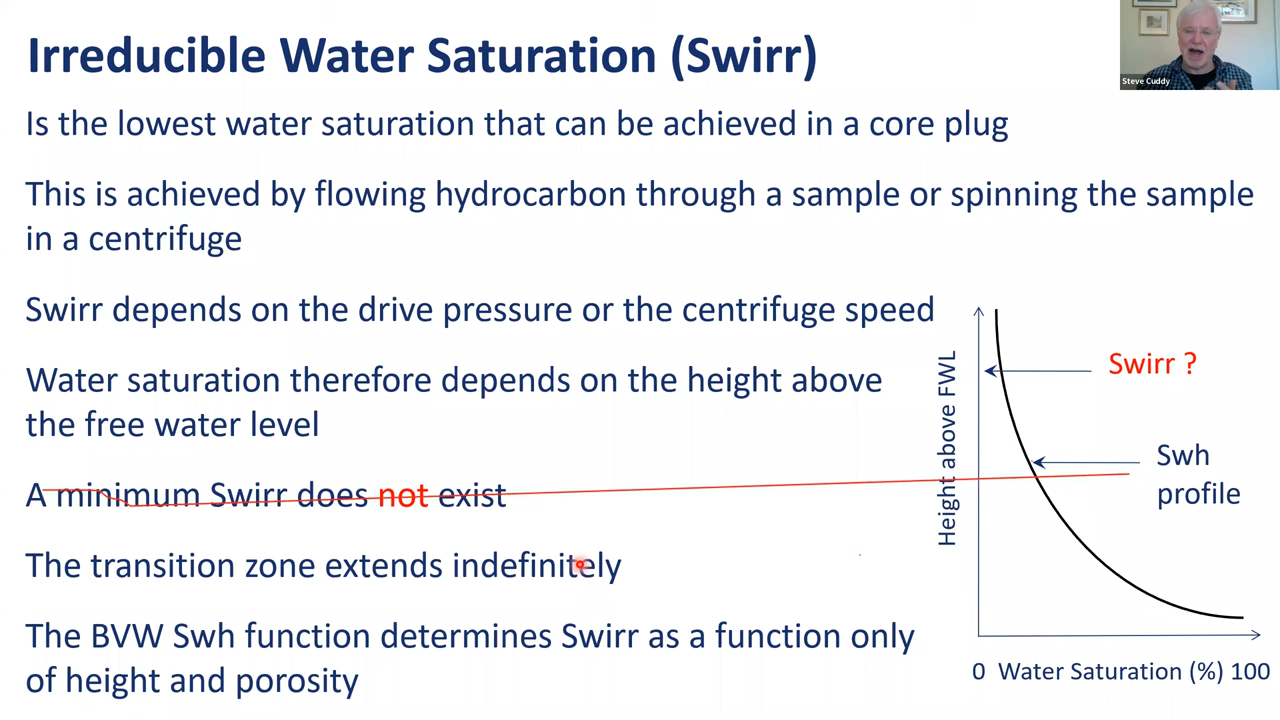 Irreducible Water Saturation (Swirr)
Steve Cuddy
Is the lowest water saturation that can be achieved in a core plug
This is achieved by flowing hydrocarbon through a sample or spinning the sample
in a centrifuge
Swirr depends on the drive pressure or the centrifuge speed
Water saturation therefore depends on the height above
the free water level
A minimum Swirr does not exist
The transition zone extends indefinitely
The BVW Swh function determines Swirr as a function only
of height and porosity
Height above FWL
Swirr ?
Swh
profile
0 Water Saturation (%) 100